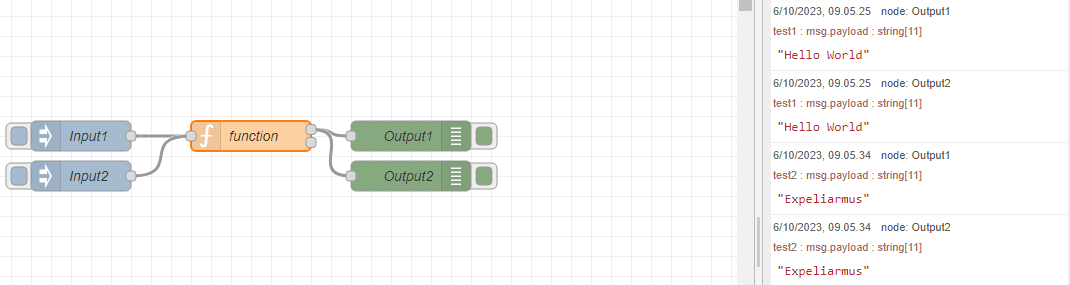 Input1
function
Output1
Input2
Output2
6/10/2023, 09.05.25 node: Output1
test1 : msg.payload : string[11]
"Hello World"
6/10/2023, 09.05.25 node: Output2
test1 : msg.payload : string[11]
"Hello World"
6/10/2023, 09.05.34 node: Output1
test2 : msg.payload : string[11]
"Expeliarmus"
6/10/2023, 09.05.34 node: Output2
test2 : msg.payload : string[11]
"Expeliarmus"